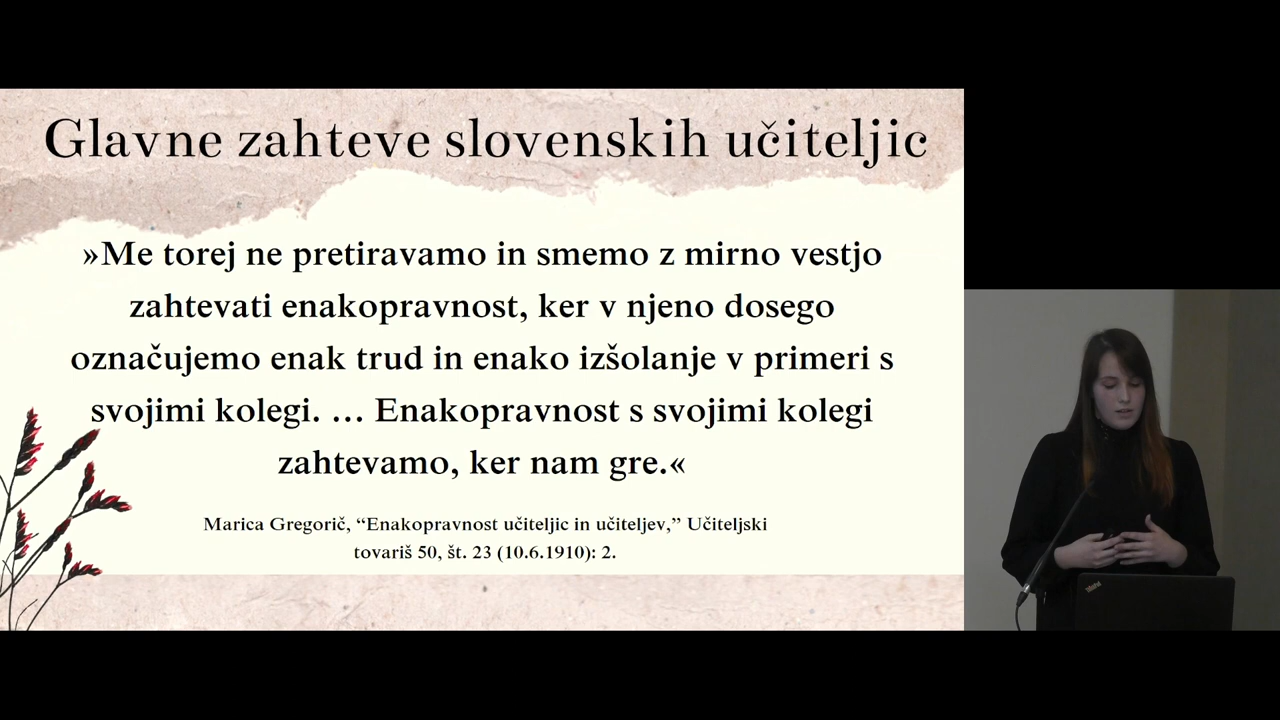 Glavne zahteve slovenskih učiteljic
»Me torej ne pretiravamo in smemo z mirno vestjo
zahtevati enakopravnost, ker v njeno dosego
označujemo enak trud in enako izšolanje v primeri s
svojimi kolegi. … Enakopravnost s svojimi kolegi
zahtevamo, ker nam gre.«
Marica Gregorič, “Enakopravnost učiteljic in učiteljev,” Učiteljski
tovariš 50, št. 23 (10.6.1910): 2.
ThinkPad